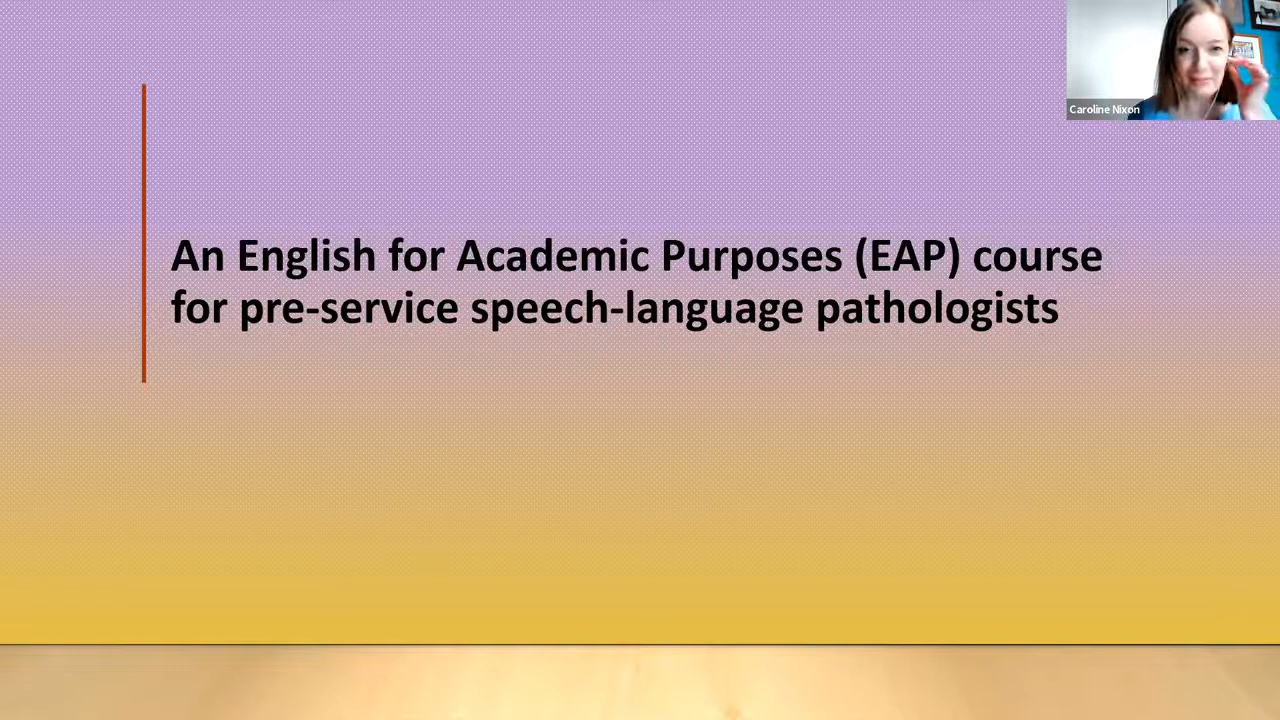 An English for Academic Purposes (EAP) course
for pre-service speech-language pathologists
Caroline Nixon